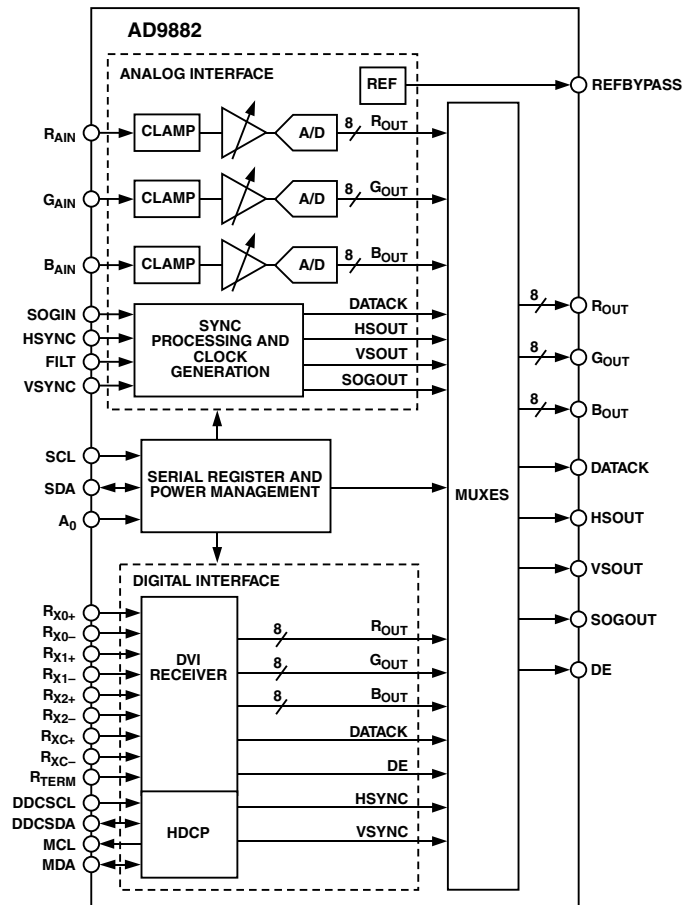 AD9882
ANALOG INTERFACE
REF
REFBYPASS
RAIN
CLAMP
A/D
8
ROUT
GAIN
CLAMP
A/D
8
GOUT
BAIN
CLAMP
A/D
8
BOUT
SOGIN
HSYNC
FILT
VSYNC
SYNC
PROCESSING AND
CLOCK
GENERATION
DATACK
HSOUT
VSOUT
SOGOUT
SCL
SDA
A0
SERIAL REGISTER AND
POWER MANAGEMENT
MUXES
8
ROUT
8
GOUT
8
BOUT
DATACK
HSOUT
VSOUT
SOGOUT
DE
DIGITAL INTERFACE
RX0+
RX0–
RX1+
RX1–
RX2+
RX2–
RXC+
RXC–
RTERM
DVI
RECEIVER
8
ROUT
8
GOUT
8
BOUT
DATACK
DE
DDCSCL
DDCSDA
MCL
MDA
HDCP
HSYNC
VSYNC